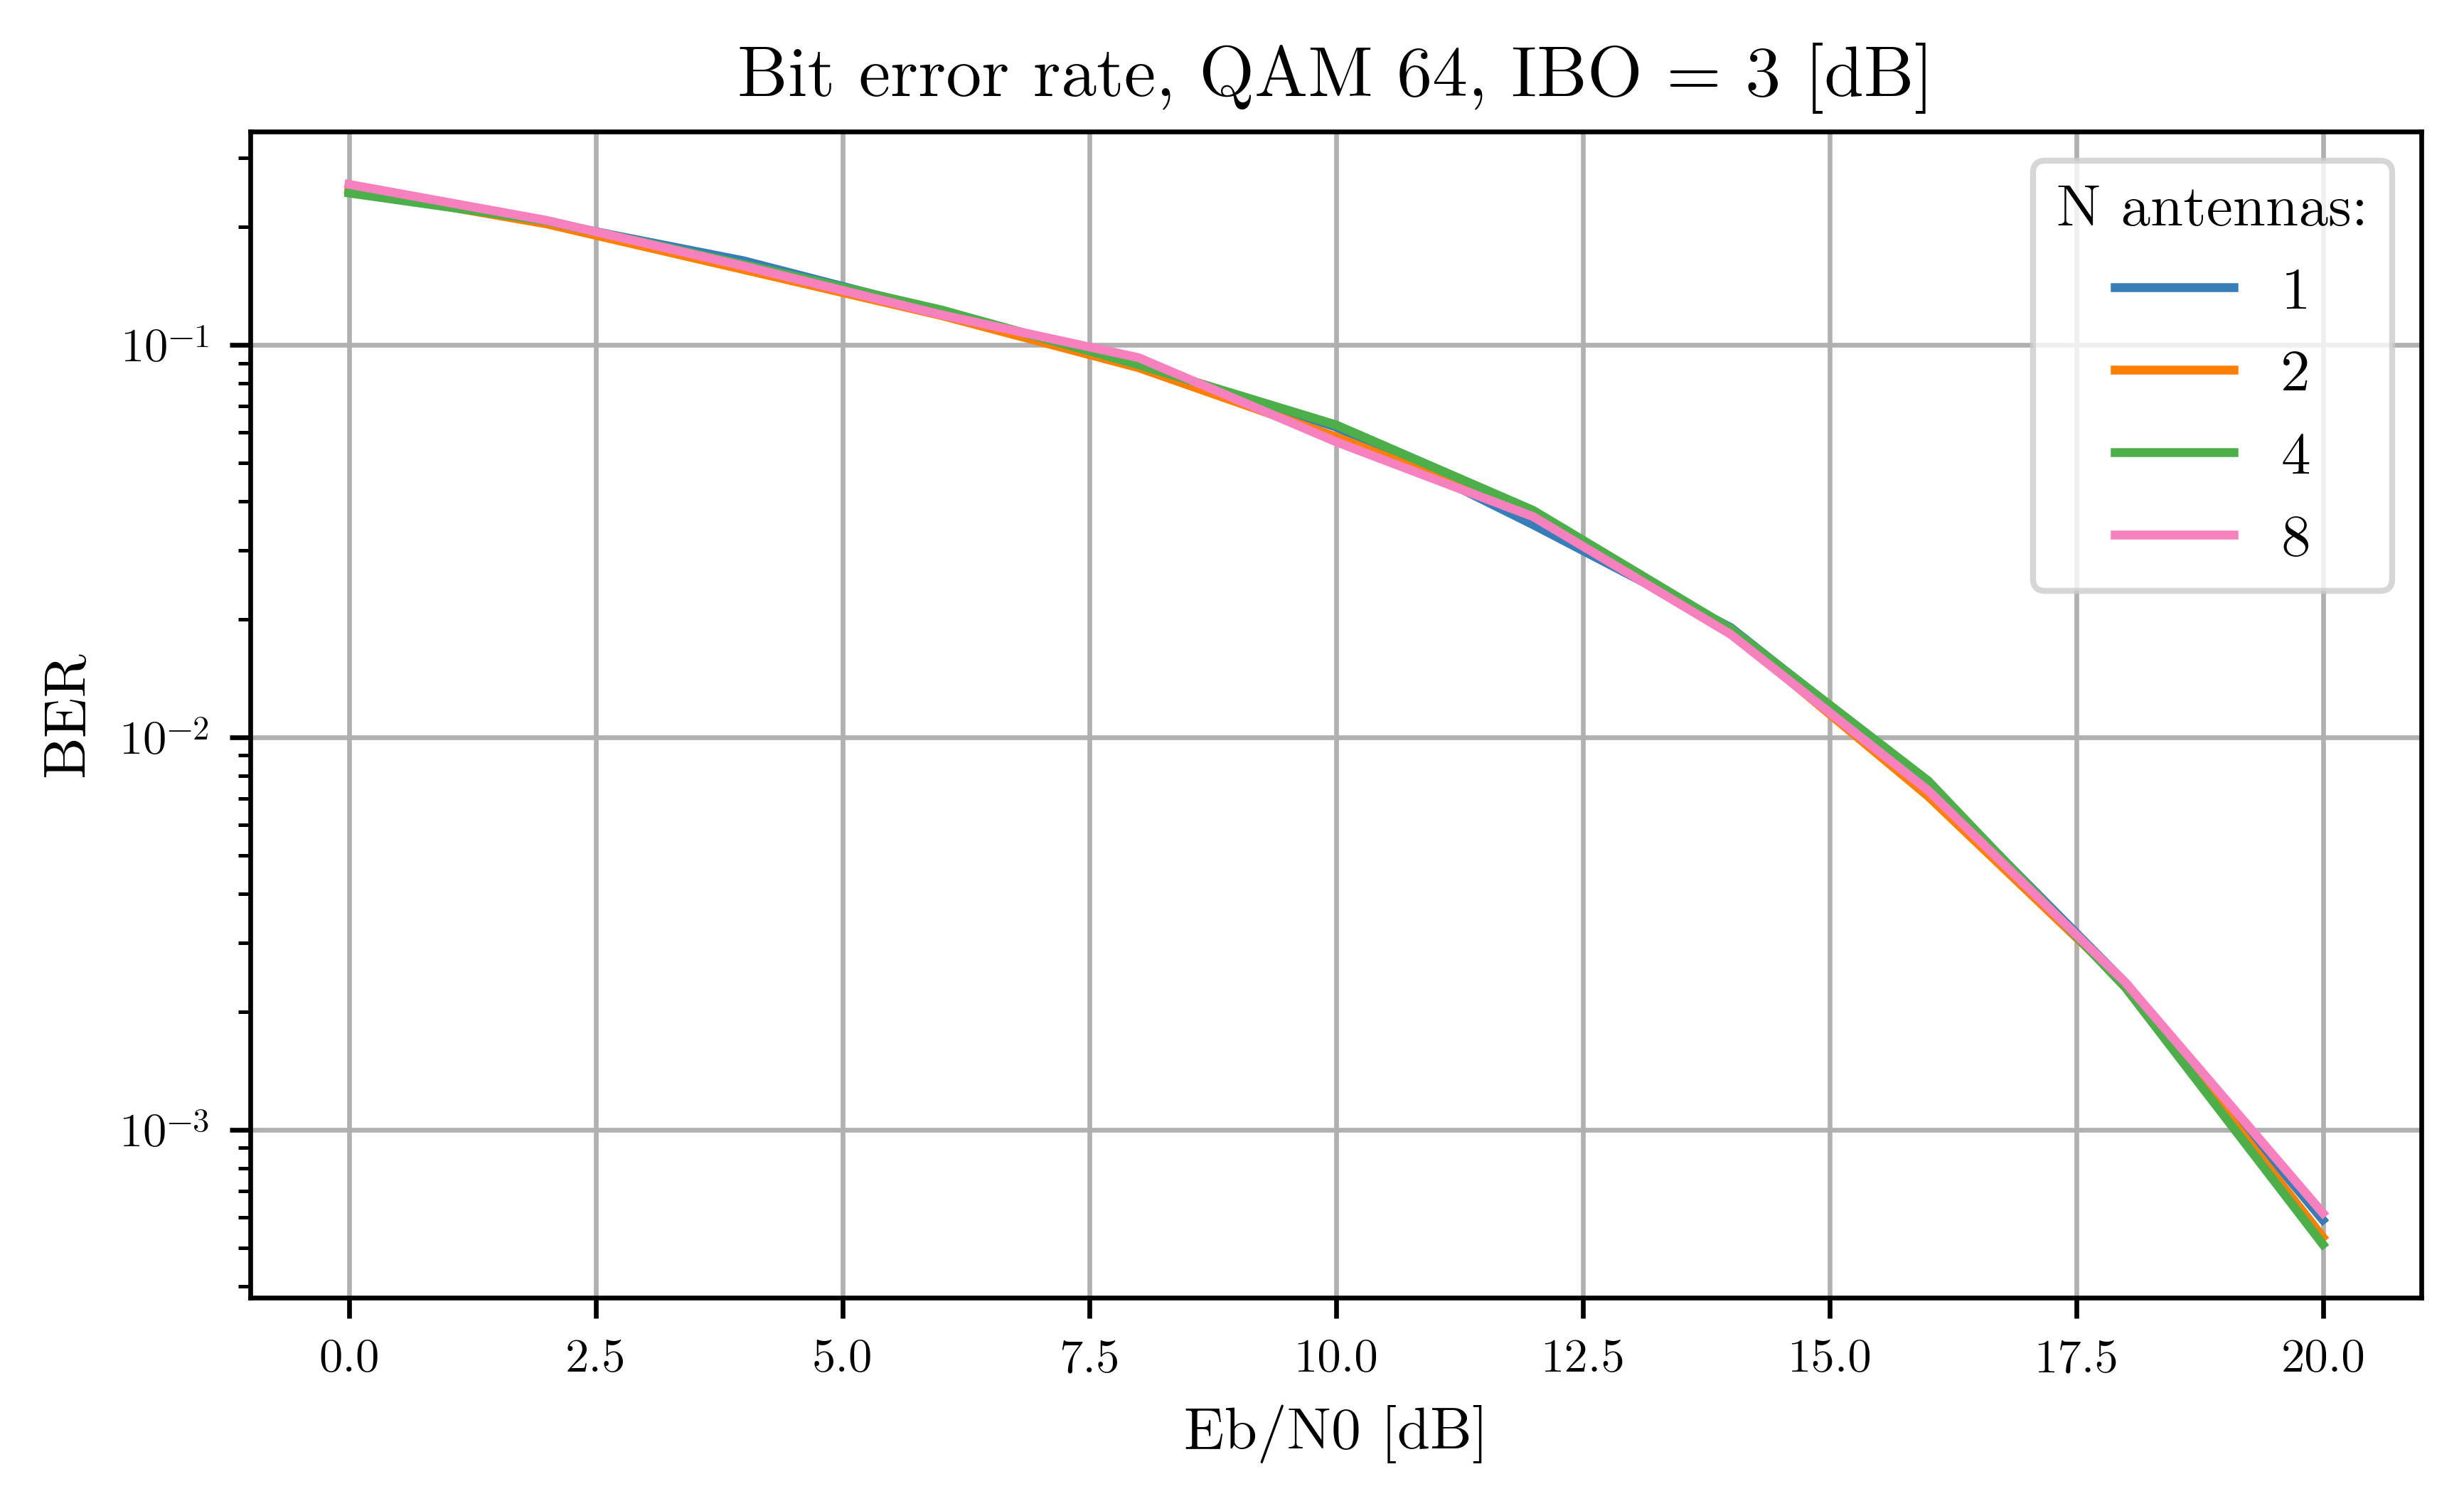 Bit error rate, QAM 64, IBO = 3 [dB]
N antennas:
1
2
4
8
BER
10⁻¹
10⁻²
10⁻³
0.0 2.5 5.0 7.5 10.0 12.5 15.0 17.5 20.0
Eb/N0 [dB]